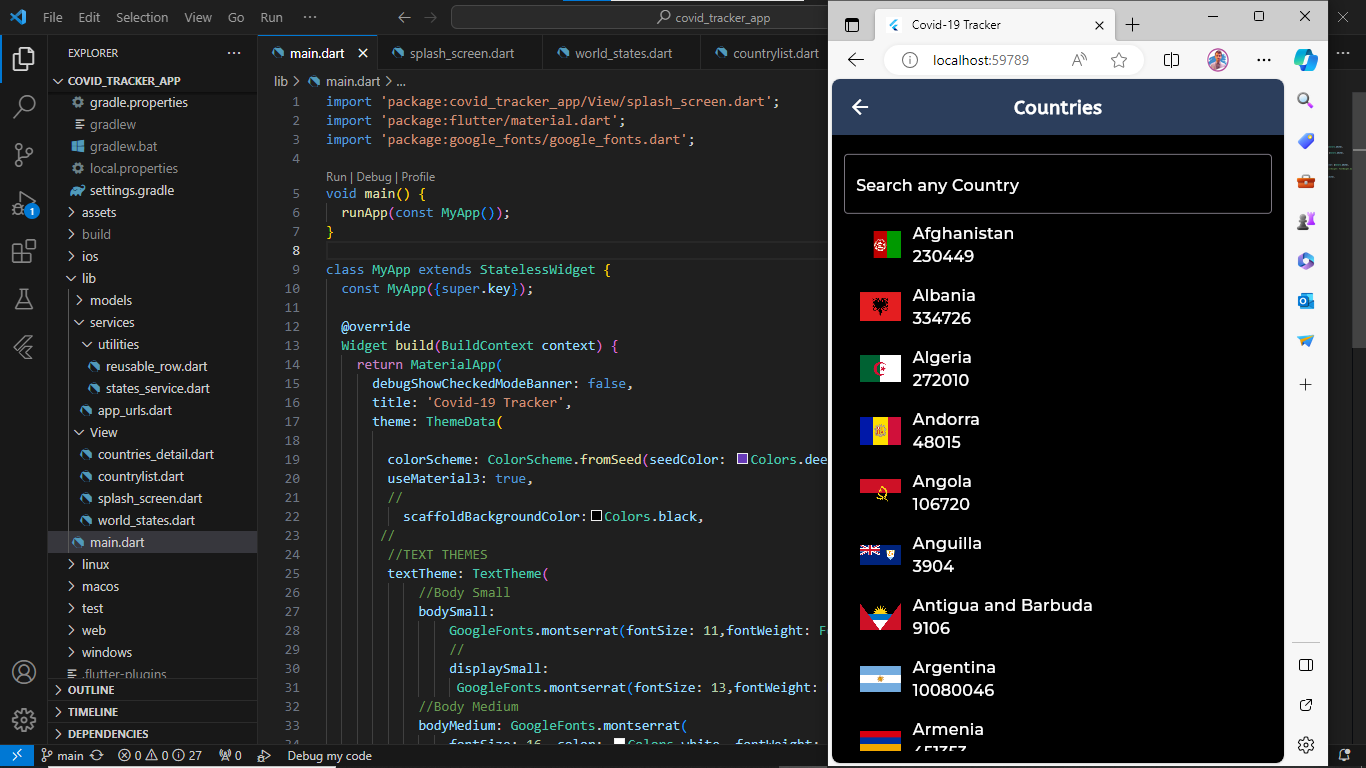 File Edit Selection View Go Run ···
covid_tracker_app
EXPLORER
COVID_TRACKER_APP
gradle.properties
gradlew
gradlew.bat
local.properties
settings.gradle
assets
build
ios
lib
models
services
utilities
reusable_row.dart
states_service.dart
app_urls.dart
View
countries_detail.dart
countrylist.dart
splash_screen.dart
world_states.dart
main.dart
linux
macos
test
web
windows
.flutter-plugins
OUTLINE
TIMELINE
DEPENDENCIES
1
main.dart splash_screen.dart world_states.dart countrylist.dart
lib > main.dart > ...
1 import 'package:covid_tracker_app/View/splash_screen.dart';
2 import 'package:flutter/material.dart';
3 import 'package:google_fonts/google_fonts.dart';
4
Run | Debug | Profile
5 void main() {
6 runApp(const MyApp());
7 }
8
9 class MyApp extends StatelessWidget {
10 const MyApp({super.key});
11
12 @override
13 Widget build(BuildContext context) {
14 return MaterialApp(
15 debugShowCheckedModeBanner: false,
16 title: 'Covid-19 Tracker',
17 theme: ThemeData(
18
19 colorScheme: ColorScheme.fromSeed(seedColor: Colors.dee
20 useMaterial3: true,
21 //
22 scaffoldBackgroundColor: Colors.black,
23 //
24 //TEXT THEMES
25 textTheme: TextTheme(
26 //Body Small
27 bodySmall:
28 GoogleFonts.montserrat(fontSize: 11,fontWeight: F
29 //
30 displaySmall:
31 GoogleFonts.montserrat(fontSize: 13,fontWeight:
32 //Body Medium
33 bodyMedium: GoogleFonts.montserrat(
34 fontSize: 16, color: Colors.white, fontWeight:
main 0 0 27 0 Debug my code
Covid-19 Tracker
localhost:59789
Countries
Search any Country
Afghanistan
230449
Albania
334726
Algeria
272010
Andorra
48015
Angola
106720
Anguilla
3904
Antigua and Barbuda
9106
Argentina
10080046
Armenia
451353